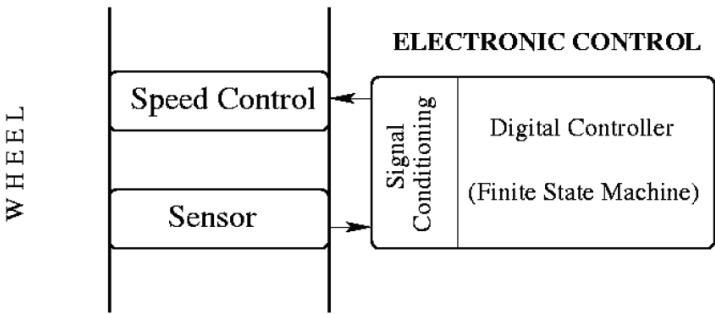 ELECTRONIC CONTROL
WHEEL
Speed Control
Sensor
Signal
Conditioning
Digital Controller
(Finite State Machine)